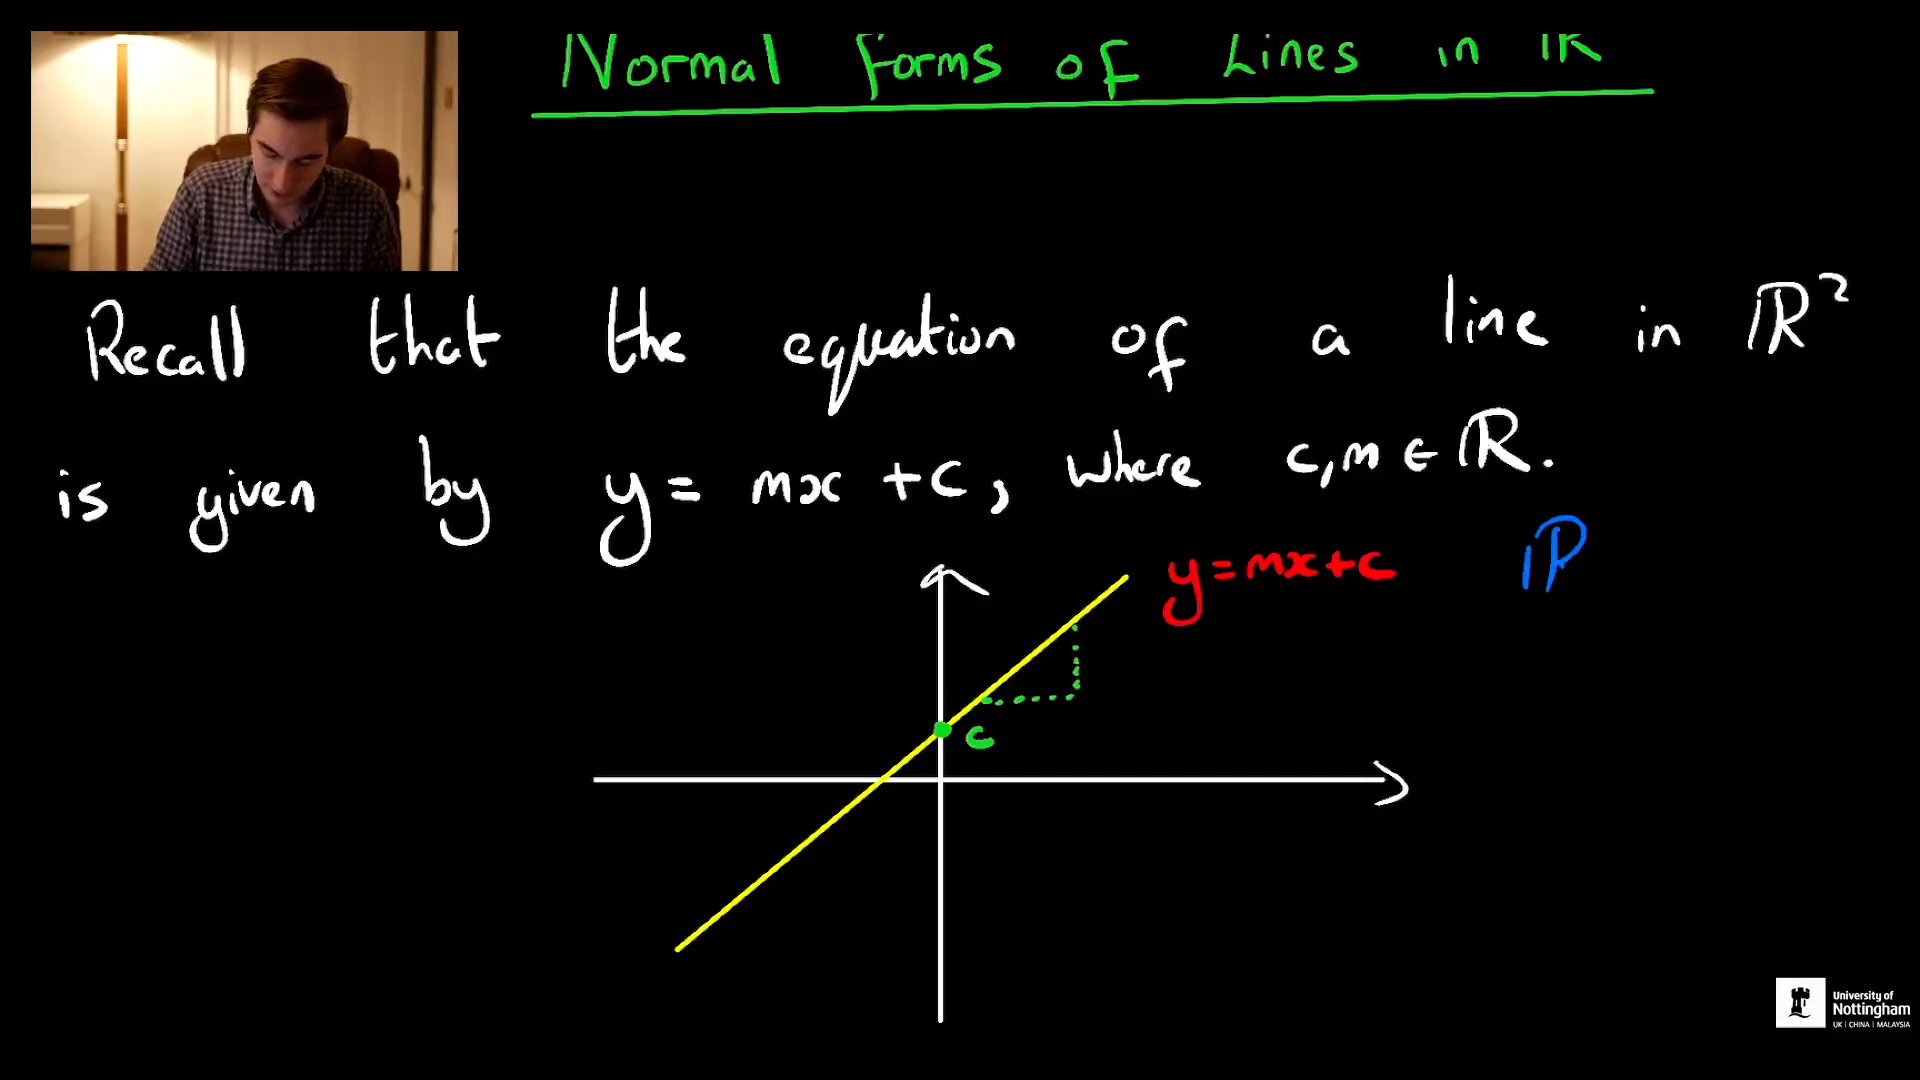 Normal Forms of Lines in ℝ
Recall that the equation of a line in ℝ²
is given by y = mx + c, where c,m ∈ ℝ.
y = mx + c
ℙ
c
University of
Nottingham
UK | CHINA | MALAYSIA